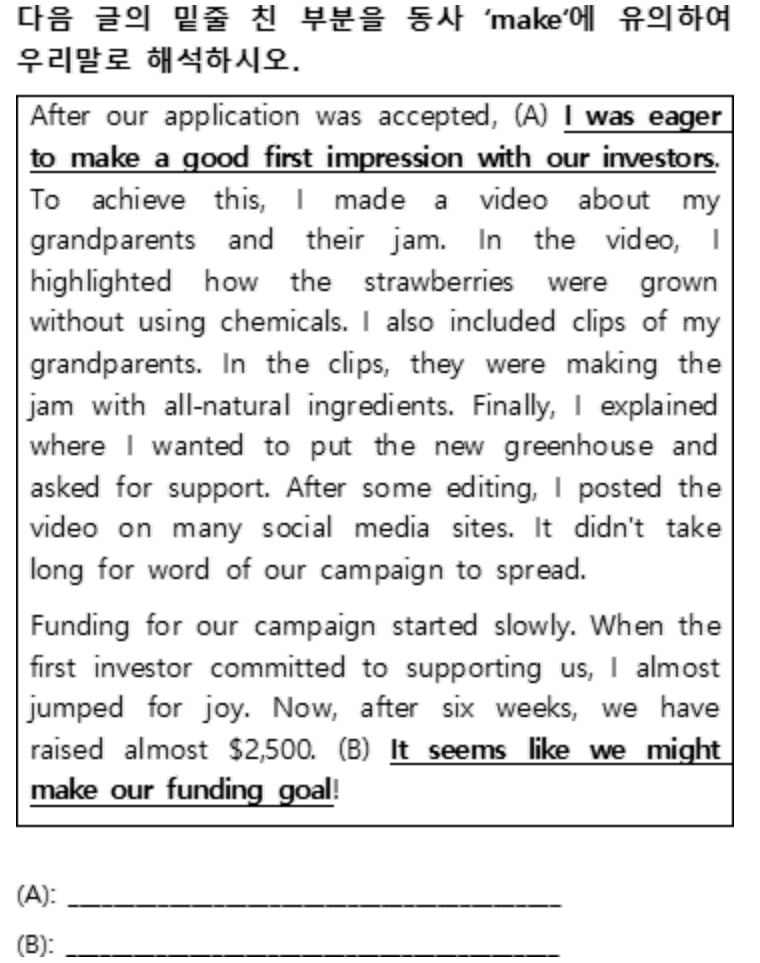 다음 글의 밑줄 친 부분을 동사 ‘make’에 유의하여
우리말로 해석하시오.
After our application was accepted, (A) I was eager
to make a good first impression with our investors.
To achieve this, I made a video about my
grandparents and their jam. In the video, I
highlighted how the strawberries were grown
without using chemicals. I also included clips of my
grandparents. In the clips, they were making the
jam with all-natural ingredients. Finally, I explained
where I wanted to put the new greenhouse and
asked for support. After some editing, I posted the
video on many social media sites. It didn't take
long for word of our campaign to spread.
Funding for our campaign started slowly. When the
first investor committed to supporting us, I almost
jumped for joy. Now, after six weeks, we have
raised almost $2,500. (B) It seems like we might
make our funding goal!
(A): ____________________
(B): ____________________